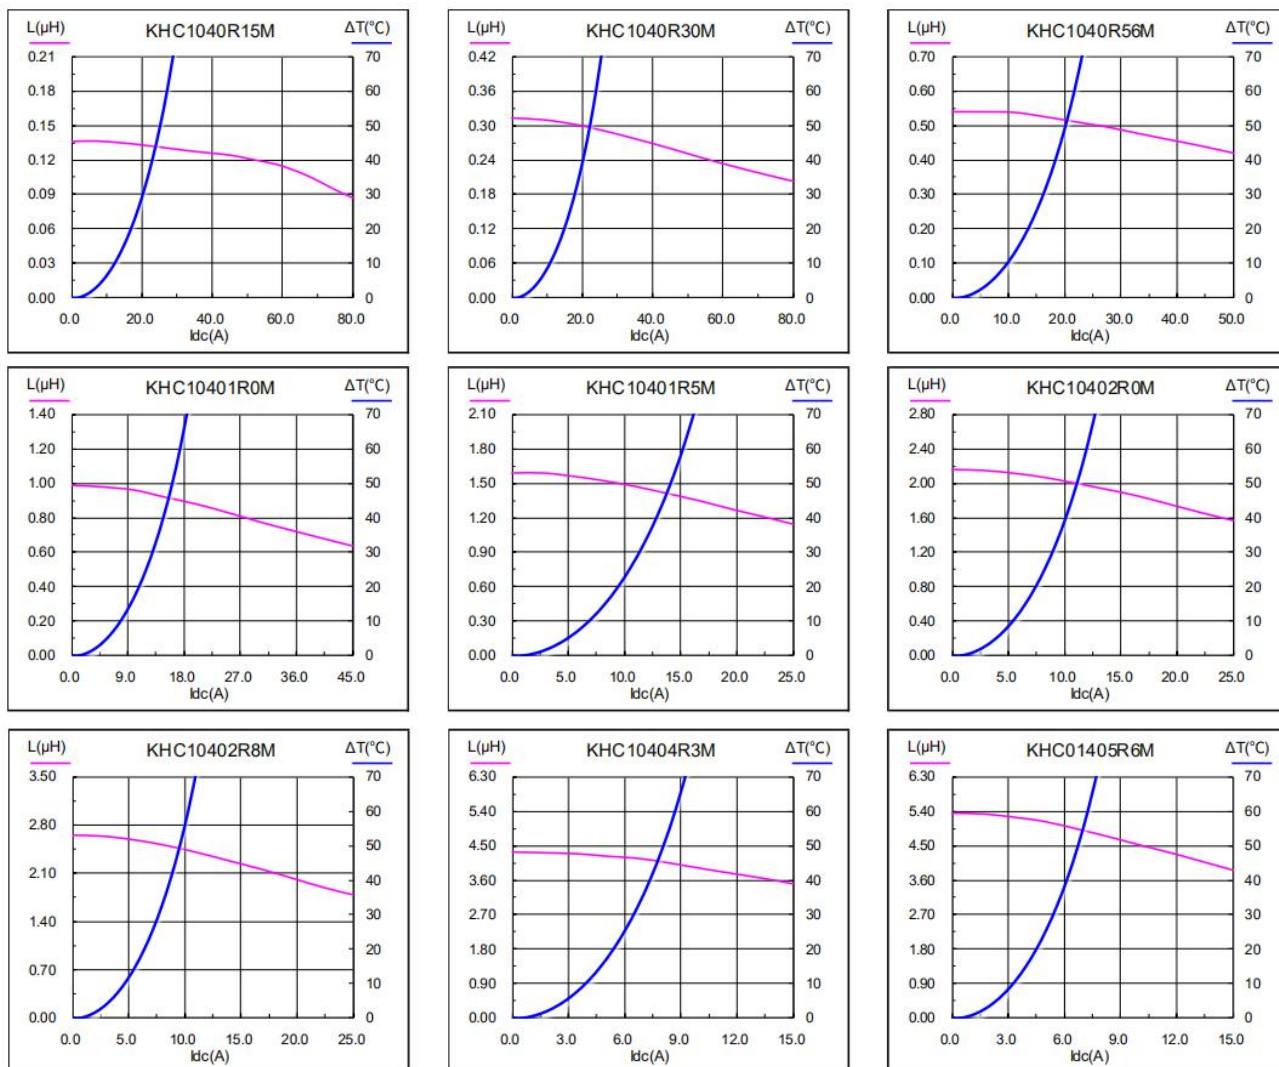 L(μH) KHC1040R15M ΔT(°C)
0.21 70
0.18 60
0.15 50
0.12 40
0.09 30
0.06 20
0.03 10
0.00 0
0.0 20.0 40.0 60.0 80.0
Idc(A)
L(μH) KHC1040R30M ΔT(°C)
0.42 70
0.36 60
0.30 50
0.24 40
0.18 30
0.12 20
0.06 10
0.00 0
0.0 20.0 40.0 60.0 80.0
Idc(A)
L(μH) KHC1040R56M ΔT(°C)
0.70 70
0.60 60
0.50 50
0.40 40
0.30 30
0.20 20
0.10 10
0.00 0
0.0 10.0 20.0 30.0 40.0 50.0
Idc(A)
L(μH) KHC10401R0M ΔT(°C)
1.40 70
1.20 60
1.00 50
0.80 40
0.60 30
0.40 20
0.20 10
0.00 0
0.0 9.0 18.0 27.0 36.0 45.0
Idc(A)
L(μH) KHC10401R5M ΔT(°C)
2.10 70
1.80 60
1.50 50
1.20 40
0.90 30
0.60 20
0.30 10
0.00 0
0.0 5.0 10.0 15.0 20.0 25.0
Idc(A)
L(μH) KHC10402R0M ΔT(°C)
2.80 70
2.40 60
2.00 50
1.60 40
1.20 30
0.80 20
0.40 10
0.00 0
0.0 5.0 10.0 15.0 20.0 25.0
Idc(A)
L(μH) KHC10402R8M ΔT(°C)
3.50 70
60
2.80 50
2.10 40
1.40 30
20
0.70 10
0.00 0
0.0 5.0 10.0 15.0 20.0 25.0
Idc(A)
L(μH) KHC10404R3M ΔT(°C)
6.30 70
5.40 60
4.50 50
3.60 40
2.70 30
1.80 20
0.90 10
0.00 0
0.0 3.0 6.0 9.0 12.0 15.0
Idc(A)
L(μH) KHC01405R6M ΔT(°C)
6.30 70
5.40 60
4.50 50
3.60 40
2.70 30
1.80 20
0.90 10
0.00 0
0.0 3.0 6.0 9.0 12.0 15.0
Idc(A)